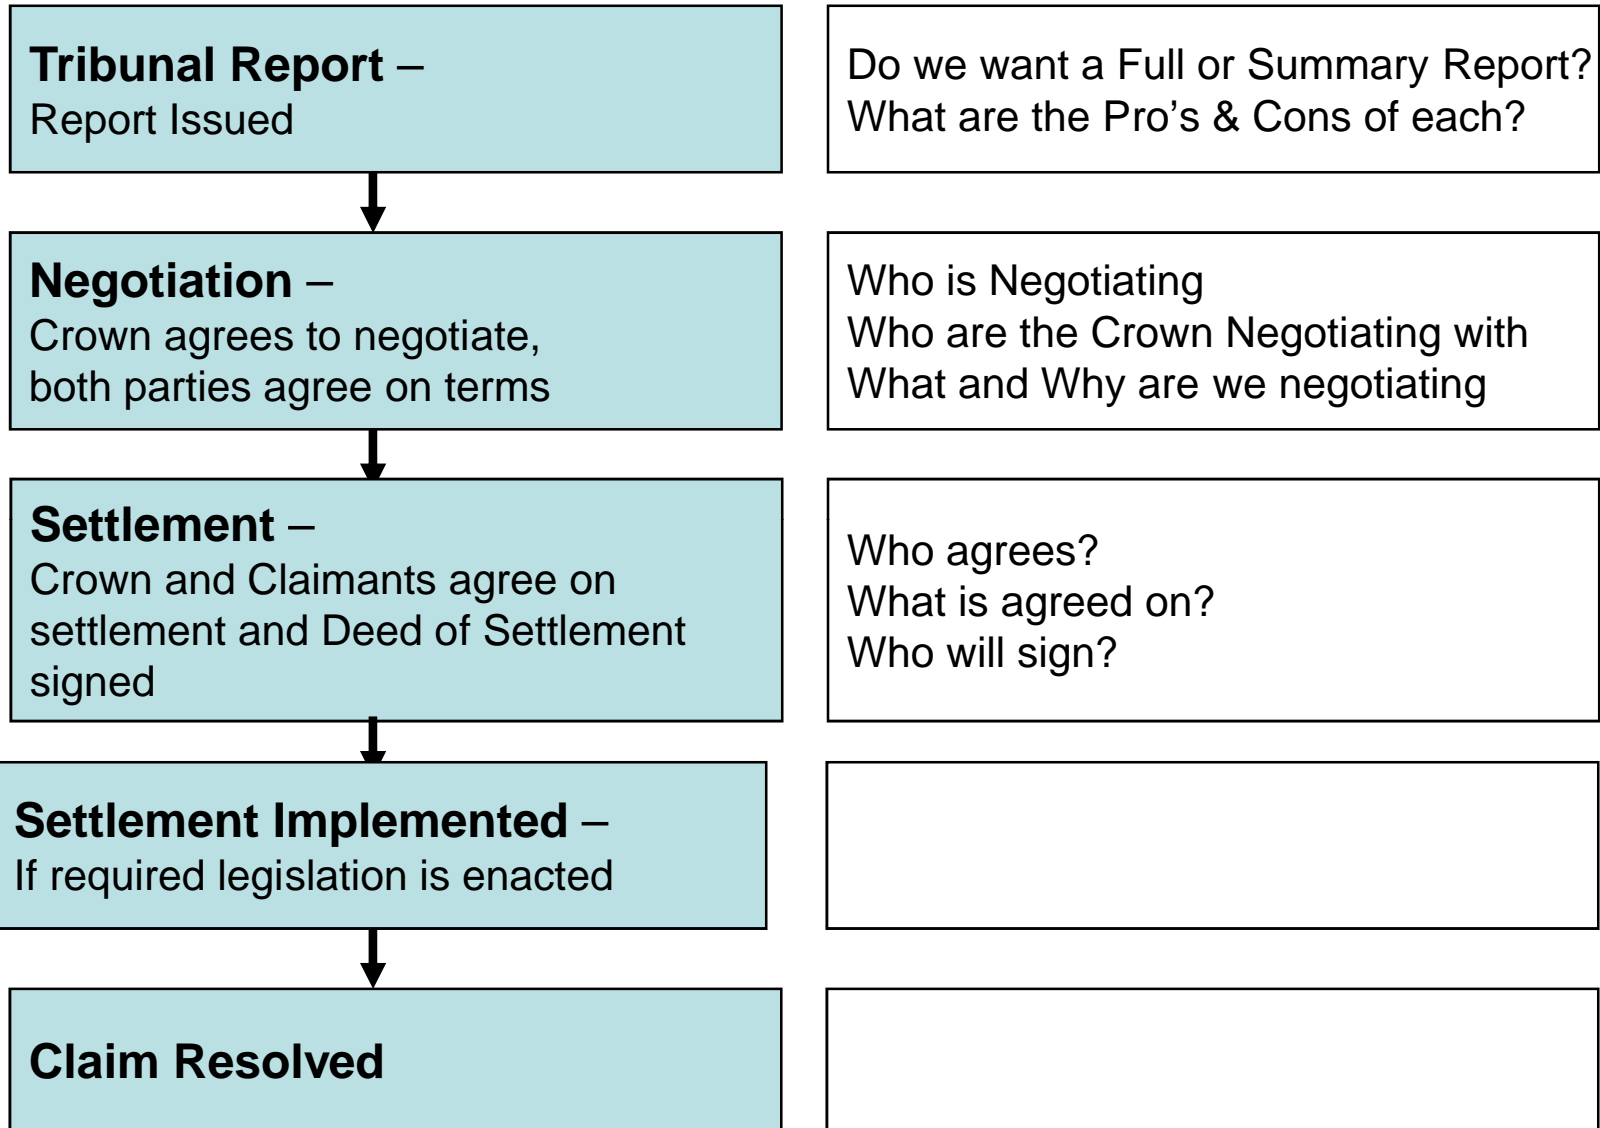 Tribunal Report –
Report Issued
Do we want a Full or Summary Report?
What are the Pro's & Cons of each?
Negotiation –
Crown agrees to negotiate,
both parties agree on terms
Who is Negotiating
Who are the Crown Negotiating with
What and Why are we negotiating
Settlement –
Crown and Claimants agree on
settlement and Deed of Settlement
signed
Who agrees?
What is agreed on?
Who will sign?
Settlement Implemented –
If required legislation is enacted
Claim Resolved